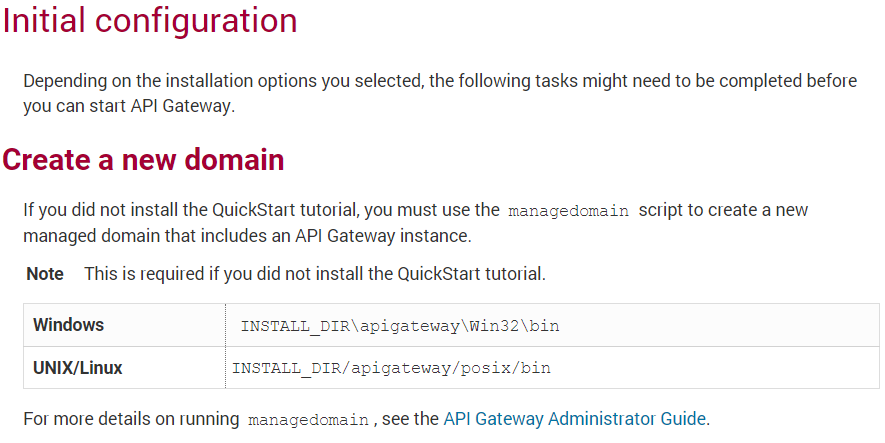 Initial configuration
Depending on the installation options you selected, the following tasks might need to be completed before
you can start API Gateway.
Create a new domain
If you did not install the QuickStart tutorial, you must use the managedomain script to create a new
managed domain that includes an API Gateway instance.
Note This is required if you did not install the QuickStart tutorial.
Windows INSTALL_DIR\apigateway\Win32\bin
UNIX/Linux INSTALL_DIR/apigateway/posix/bin
For more details on running managedomain, see the API Gateway Administrator Guide.